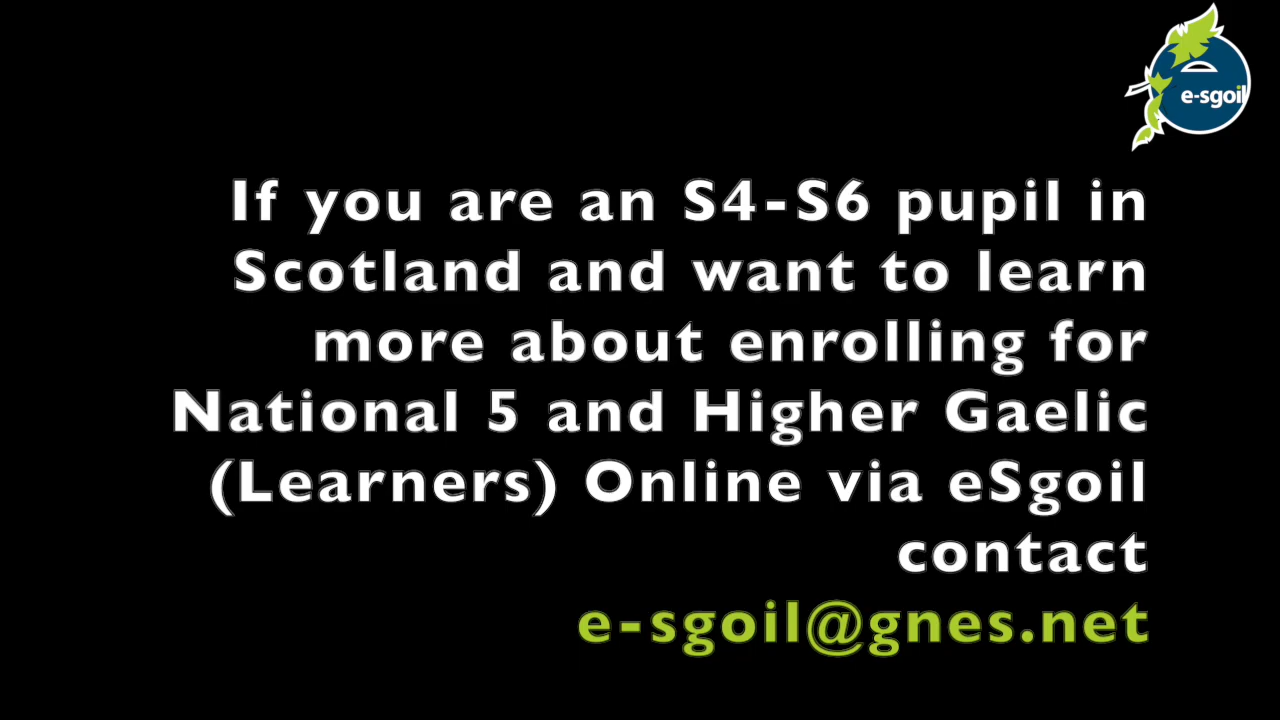 e-sgoil
If you are an S4-S6 pupil in
Scotland and want to learn
more about enrolling for
National 5 and Higher Gaelic
(Learners) Online via eSgoil
contact
e-sgoil@gnes.net